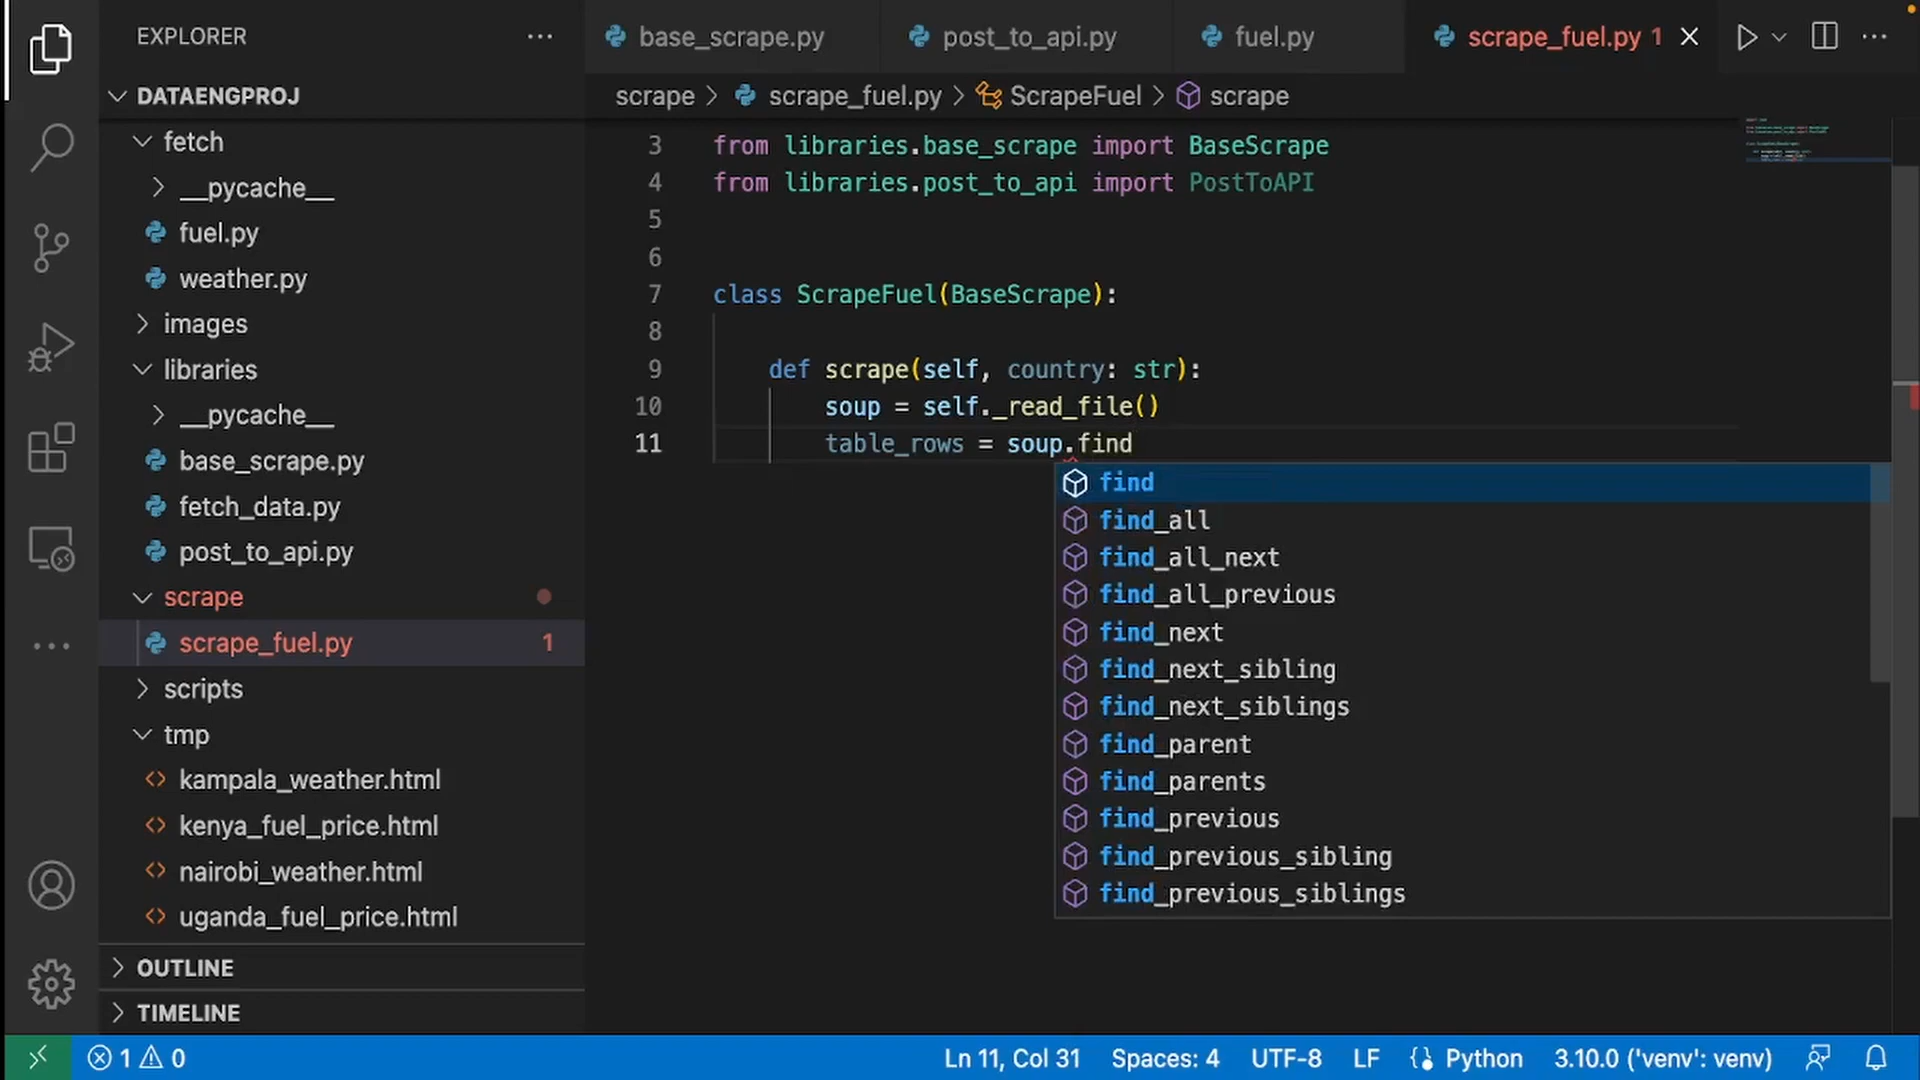 EXPLORER
DATAENGPROJ
fetch
__pycache__
fuel.py
weather.py
images
libraries
__pycache__
base_scrape.py
fetch_data.py
post_to_api.py
scrape
scrape_fuel.py 1
scripts
tmp
kampala_weather.html
kenya_fuel_price.html
nairobi_weather.html
uganda_fuel_price.html
OUTLINE
TIMELINE
base_scrape.py post_to_api.py fuel.py scrape_fuel.py 1
scrape > scrape_fuel.py > ScrapeFuel > scrape
3 from libraries.base_scrape import BaseScrape
4 from libraries.post_to_api import PostToAPI
5
6
7 class ScrapeFuel(BaseScrape):
8
9 def scrape(self, country: str):
10 soup = self._read_file()
11 table_rows = soup.find
find
find_all
find_all_next
find_all_previous
find_next
find_next_sibling
find_next_siblings
find_parent
find_parents
find_previous
find_previous_sibling
find_previous_siblings
1 0 Ln 11, Col 31 Spaces: 4 UTF-8 LF Python 3.10.0 ('venv': venv)